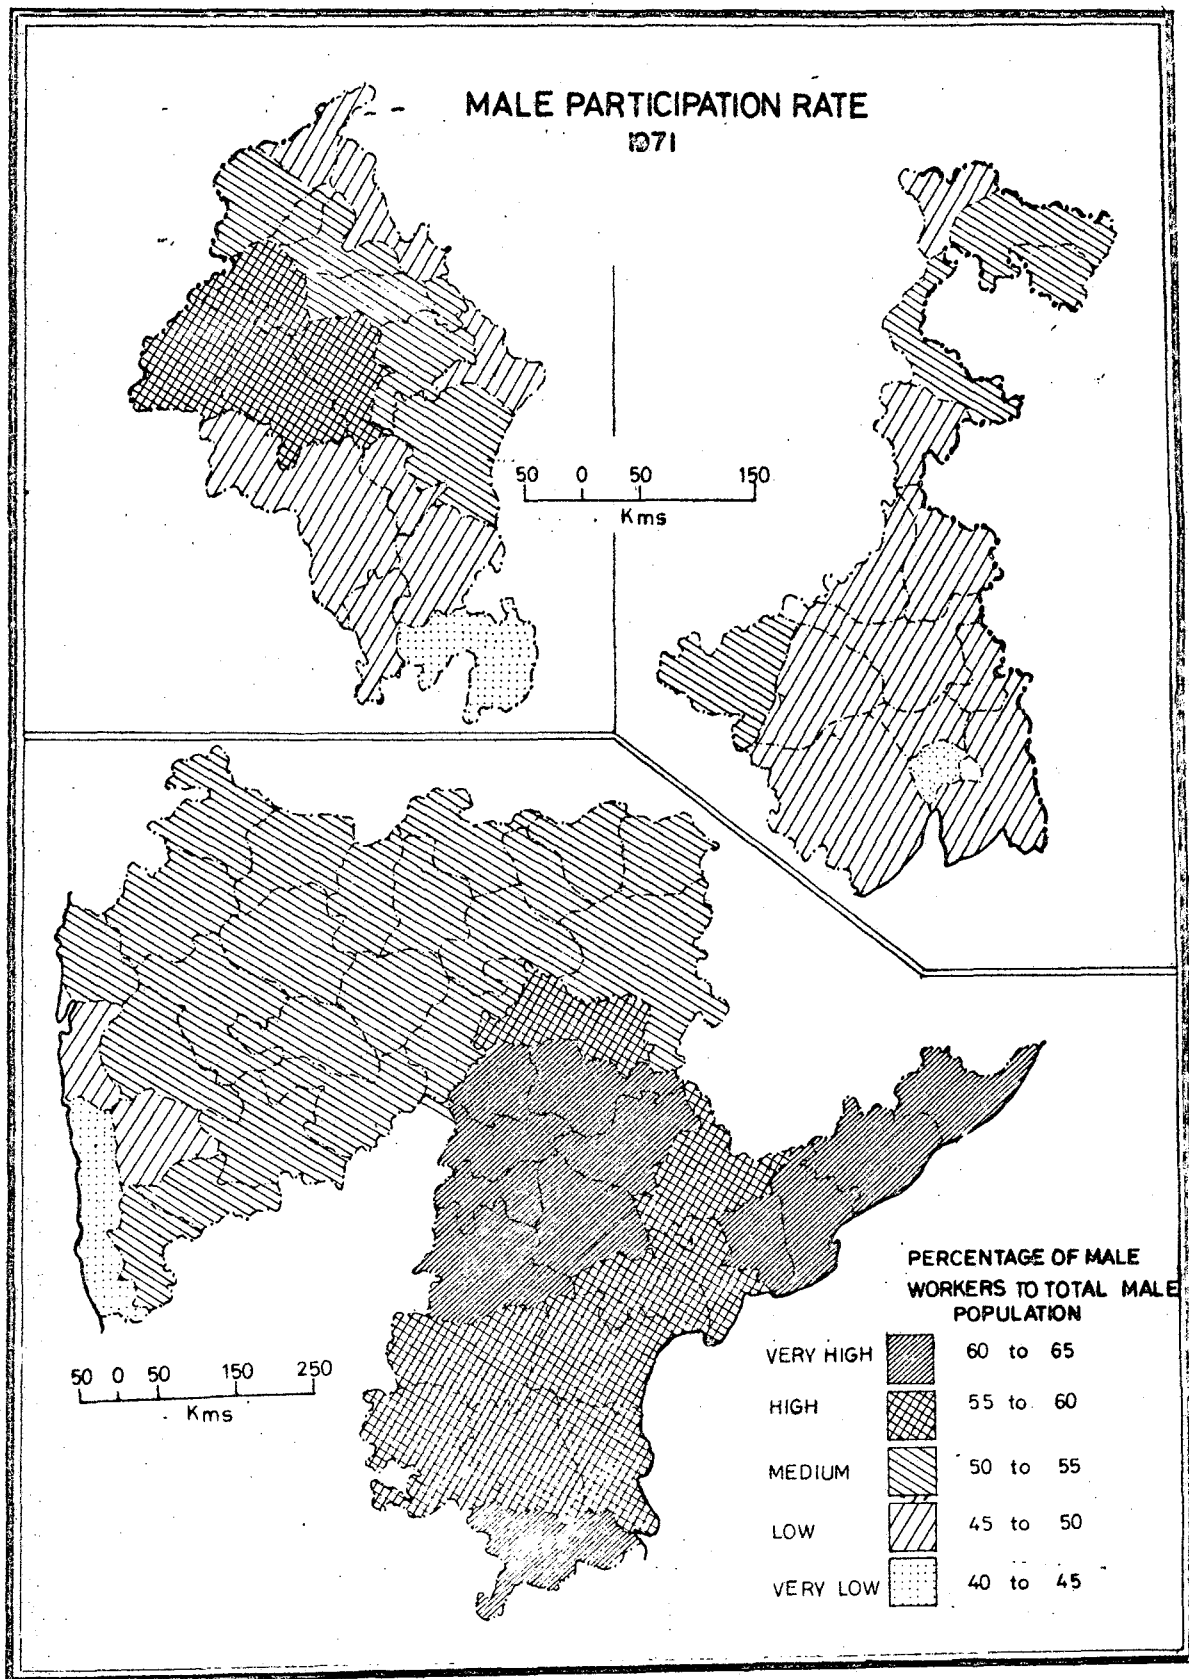 MALE PARTICIPATION RATE
1971
50 0 50 150
Kms
50 0 50 150 250
Kms
PERCENTAGE OF MALE
WORKERS TO TOTAL MALE
POPULATION
VERY HIGH 60 to 65
HIGH 55 to 60
MEDIUM 50 to 55
LOW 45 to 50
VERY LOW 40 to 45